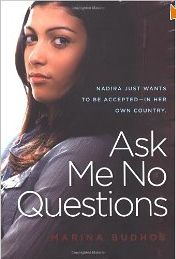 NADIRA JUST WANTS
TO BE ACCEPTED—IN HER
OWN COUNTRY.
Ask
Me No
Questions
MARINA BUDHOS